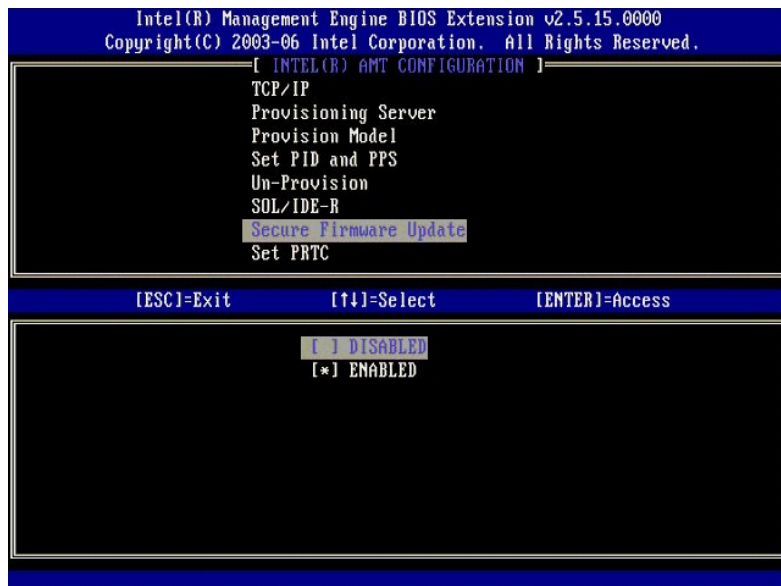 Intel(R) Management Engine BIOS Extension v2.5.15.0000
Copyright(C) 2003-06 Intel Corporation. All Rights Reserved.
[ INTEL(R) AMT CONFIGURATION ]
TCP/IP
Provisioning Server
Provision Model
Set PID and PPS
Un-Provision
SOL/IDE-R
Secure Firmware Update
Set PRTC
[ESC]=Exit [↑↓]=Select [ENTER]=Access
[ ] DISABLED
[*] ENABLED